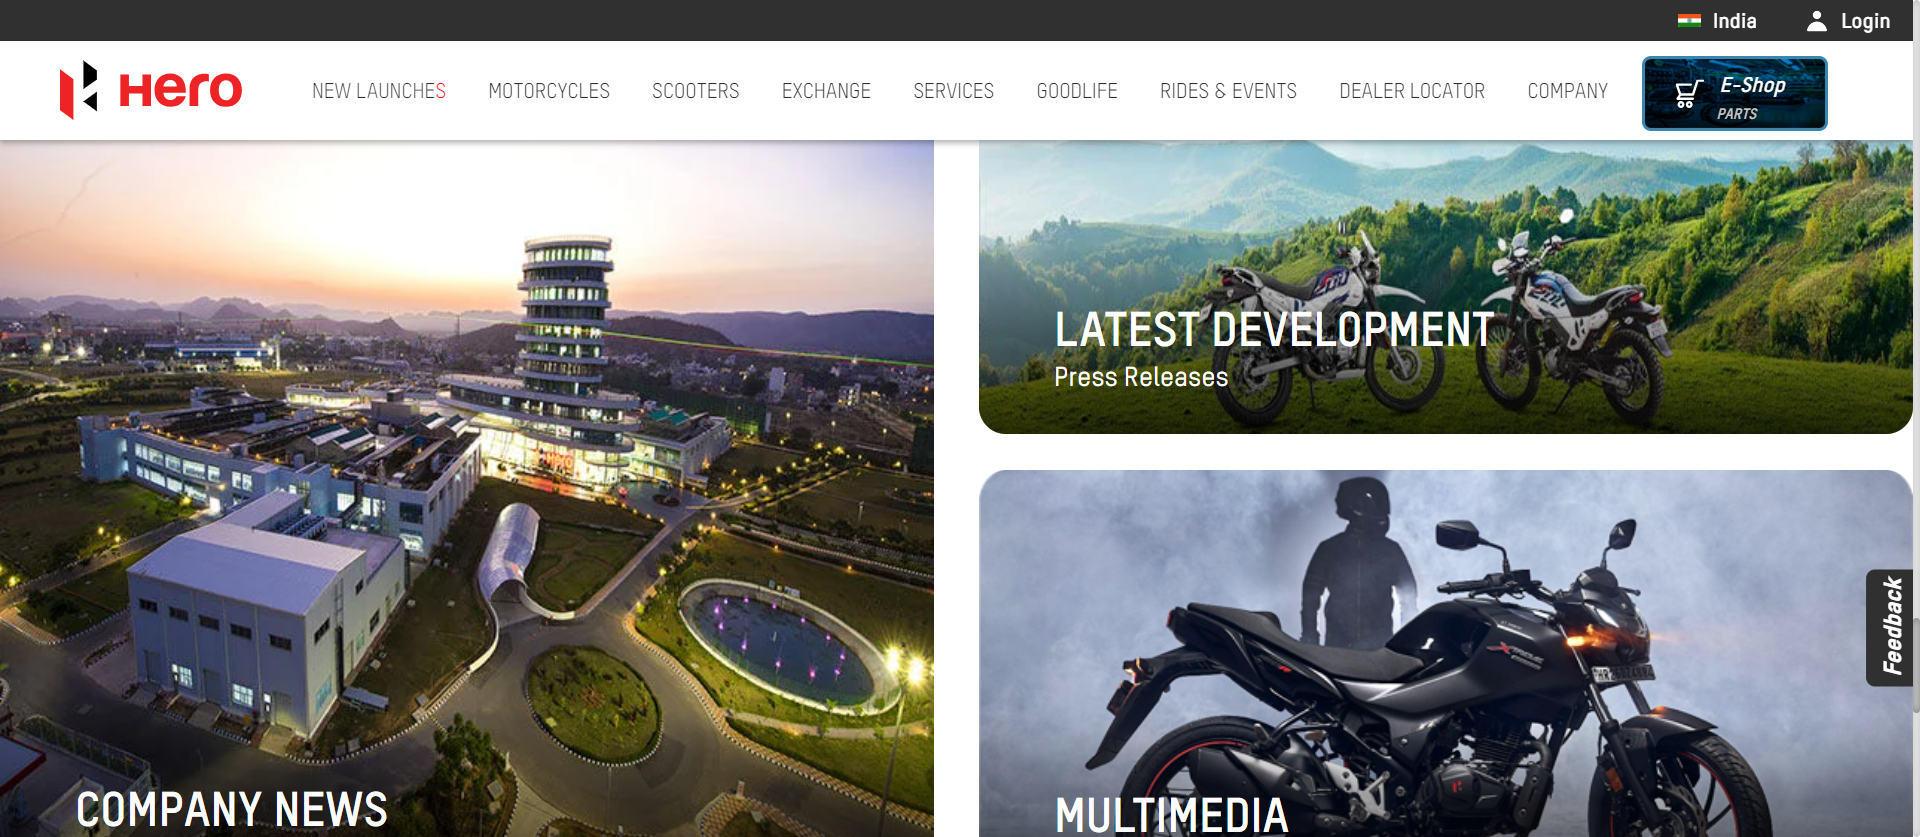 India
Login
Hero
NEW LAUNCHES
MOTORCYCLES
SCOOTERS
EXCHANGE
SERVICES
GOODLIFE
RIDES & EVENTS
DEALER LOCATOR
COMPANY
E-Shop
PARTS
LATEST DEVELOPMENT
Press Releases
Feedback
COMPANY NEWS
MULTIMEDIA